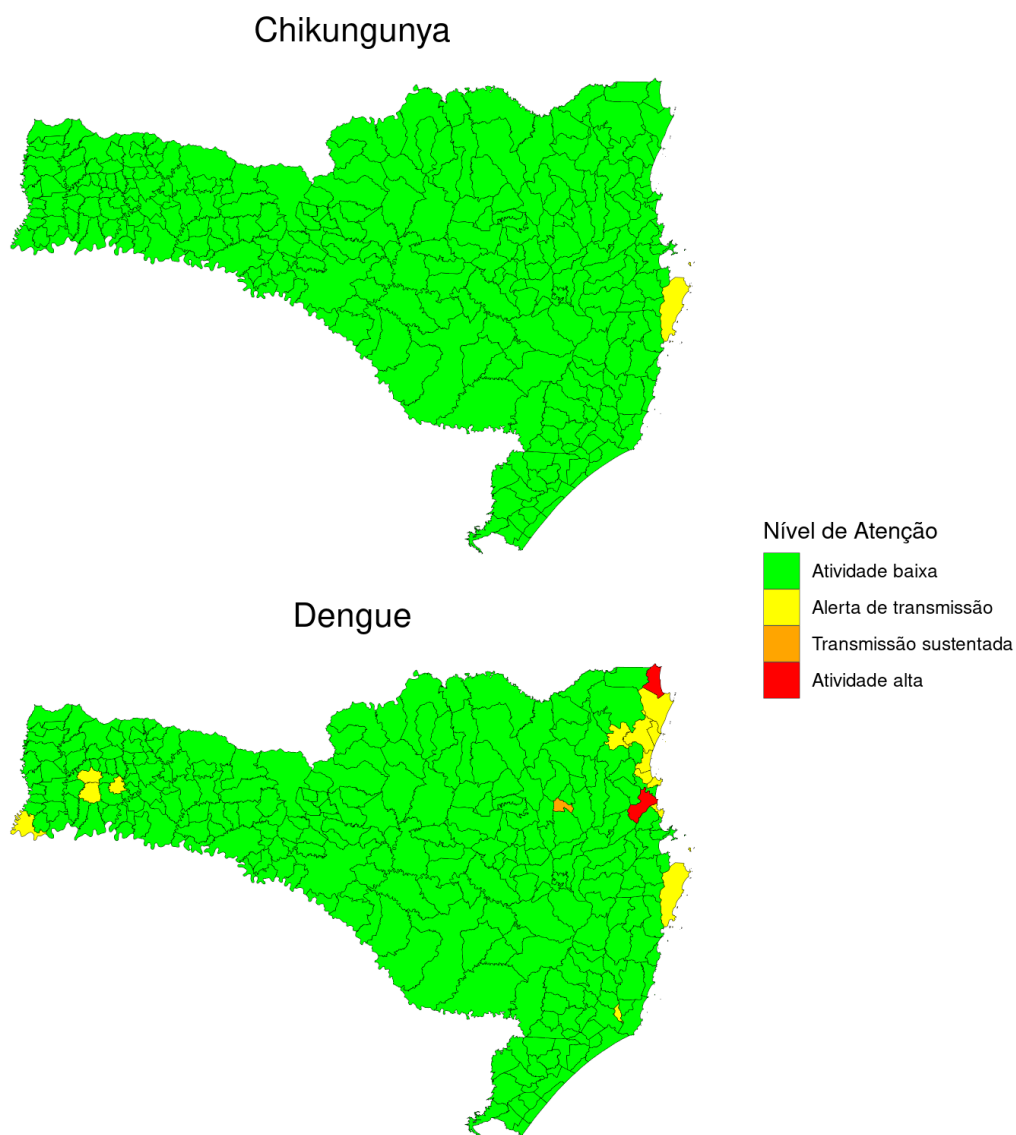 Chikungunya
Nível de Atenção
Atividade baixa
Alerta de transmissão
Transmissão sustentada
Atividade alta
Dengue